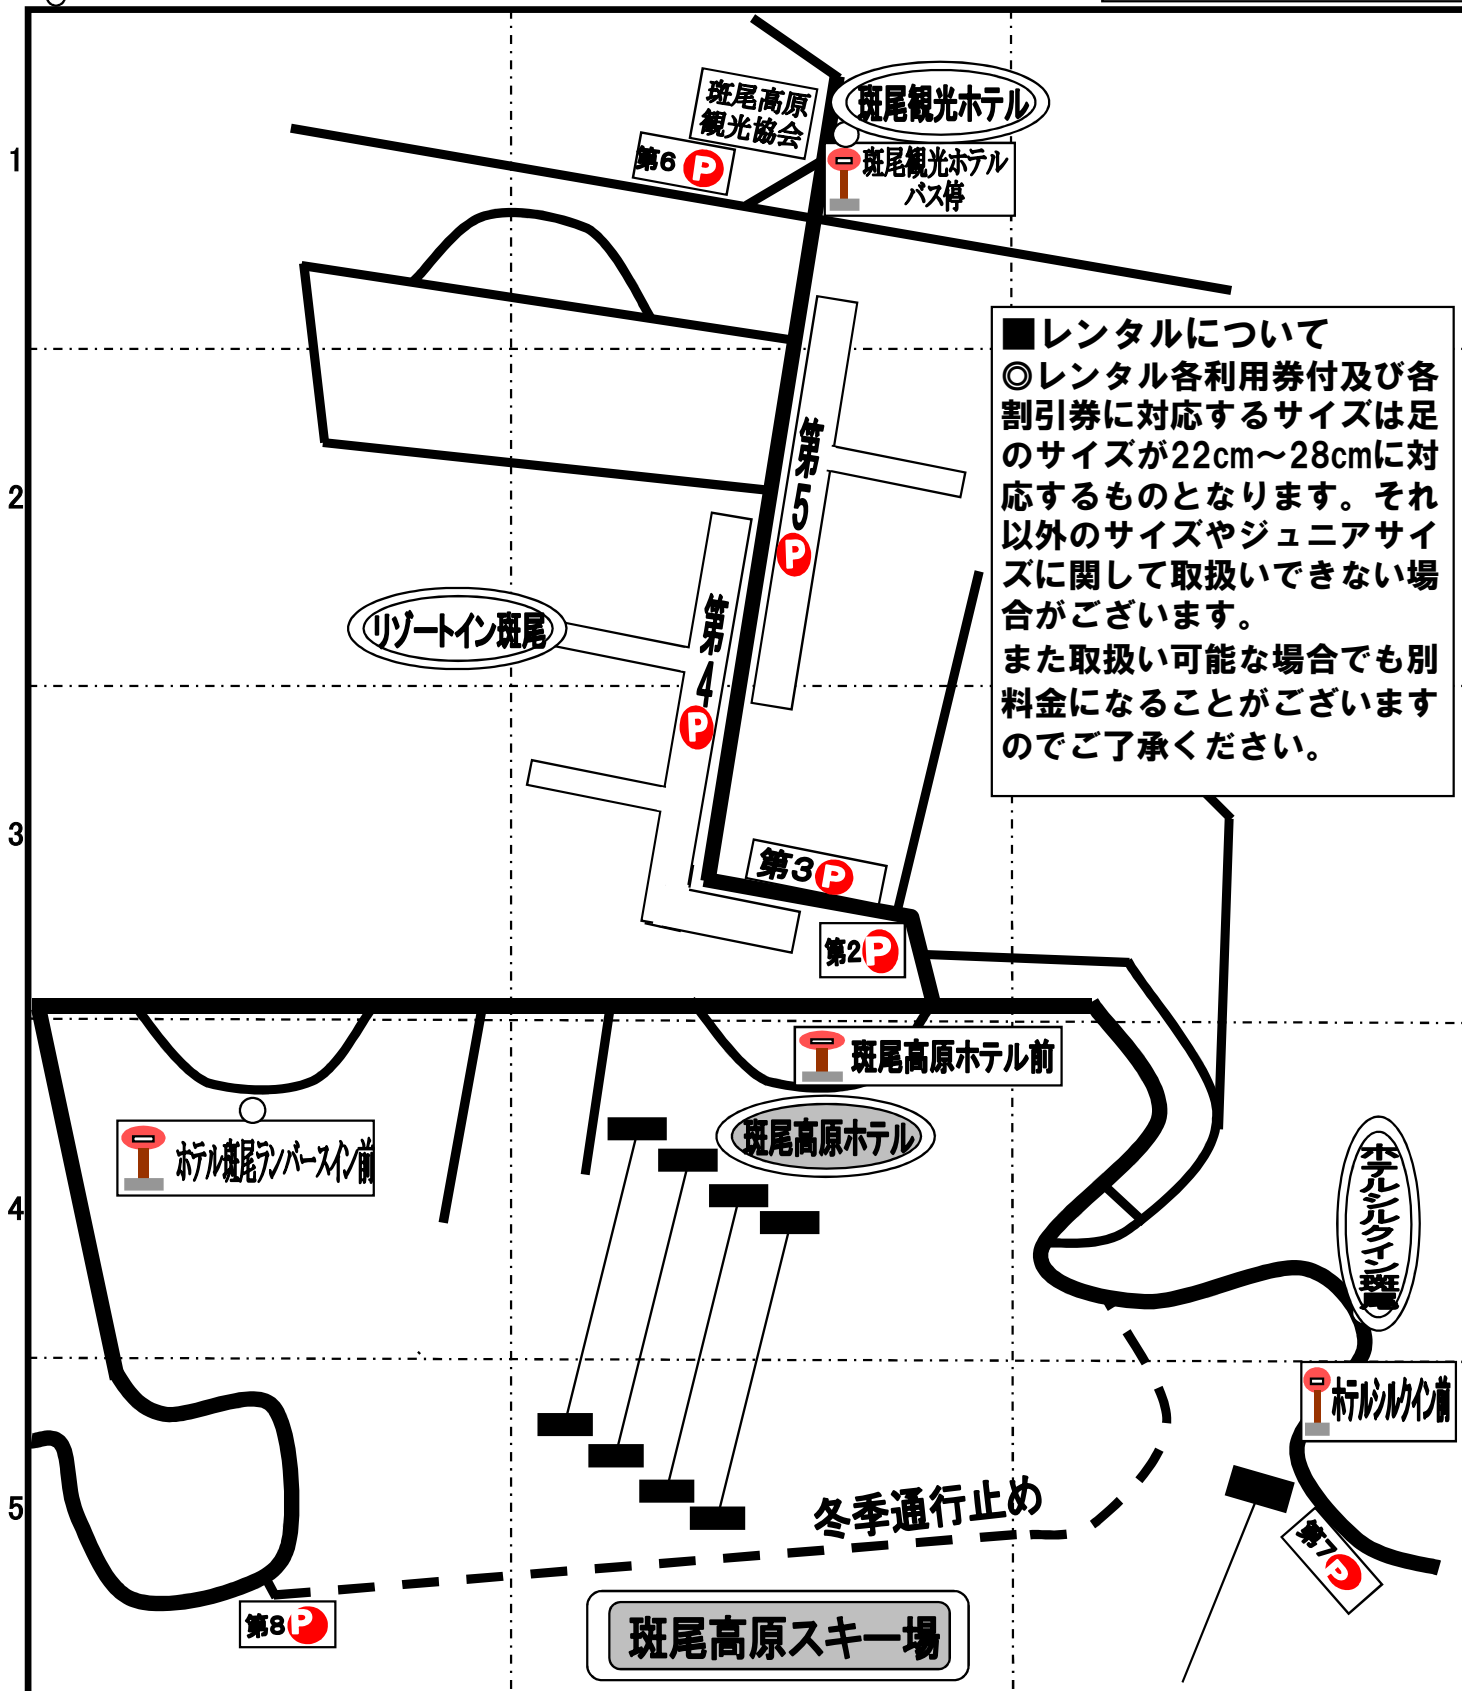 斑尾観光ホテル
斑尾高原
観光協会
第6 P
斑尾観光ホテル
バス停
1
■レンタルについて
◎レンタル各利用券付及び各
割引券に対応するサイズは足
のサイズが22cm～28cmに対
応するものとなります。それ
以外のサイズやジュニアサイ
ズに関して取扱いできない場
合がございます。
また取扱い可能な場合でも別
料金になることがございます
のでご了承ください。
第5 P
2
リゾートイン斑尾
第4 P
3
第3 P
第2 P
斑尾高原ホテル前
斑尾高原ホテル
ホテル斑尾ランバースイン前
4
ホテルシルクイン斑尾
ホテルシルクイン前
5
冬季通行止め
第7 P
第8 P
斑尾高原スキー場